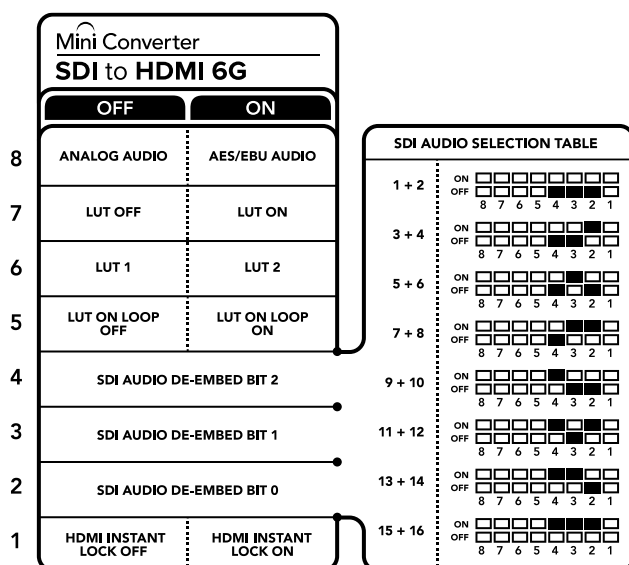 Mini Converter
SDI to HDMI 6G
OFF ON
8 ANALOG AUDIO AES/EBU AUDIO
7 LUT OFF LUT ON
6 LUT 1 LUT 2
5 LUT ON LOOP OFF LUT ON LOOP ON
4 SDI AUDIO DE-EMBED BIT 2
3 SDI AUDIO DE-EMBED BIT 1
2 SDI AUDIO DE-EMBED BIT 0
1 HDMI INSTANT LOCK OFF HDMI INSTANT LOCK ON
SDI AUDIO SELECTION TABLE
1 + 2 ON
OFF
8 7 6 5 4 3 2 1
3 + 4 ON
OFF
8 7 6 5 4 3 2 1
5 + 6 ON
OFF
8 7 6 5 4 3 2 1
7 + 8 ON
OFF
8 7 6 5 4 3 2 1
9 + 10 ON
OFF
8 7 6 5 4 3 2 1
11 + 12 ON
OFF
8 7 6 5 4 3 2 1
13 + 14 ON
OFF
8 7 6 5 4 3 2 1
15 + 16 ON
OFF
8 7 6 5 4 3 2 1